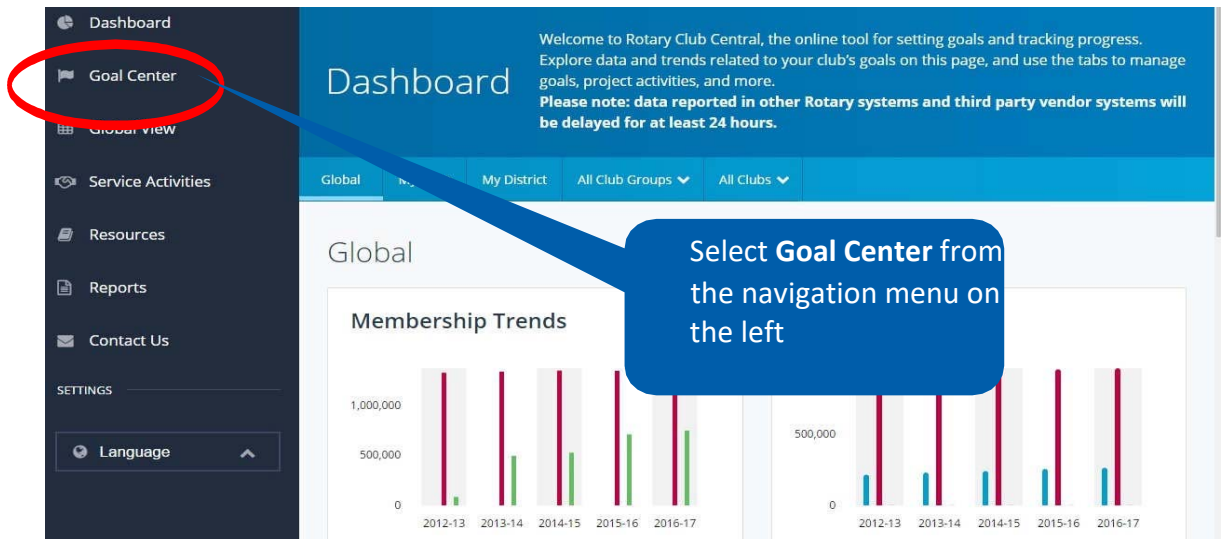 Dashboard
Goal Center
Global View
Service Activities
Resources
Reports
Contact Us
SETTINGS
Language
Dashboard
Welcome to Rotary Club Central, the online tool for setting goals and tracking progress.
Explore data and trends related to your club's goals on this page, and use the tabs to manage
goals, project activities, and more.
Please note: data reported in other Rotary systems and third party vendor systems will
be delayed for at least 24 hours.
Global My District All Club Groups All Clubs
Global
Select Goal Center from
the navigation menu on
the left
Membership Trends
1,000,000
500,000
0
2012-13 2013-14 2014-15 2015-16 2016-17
500,000
0
2012-13 2013-14 2014-15 2015-16 2016-17